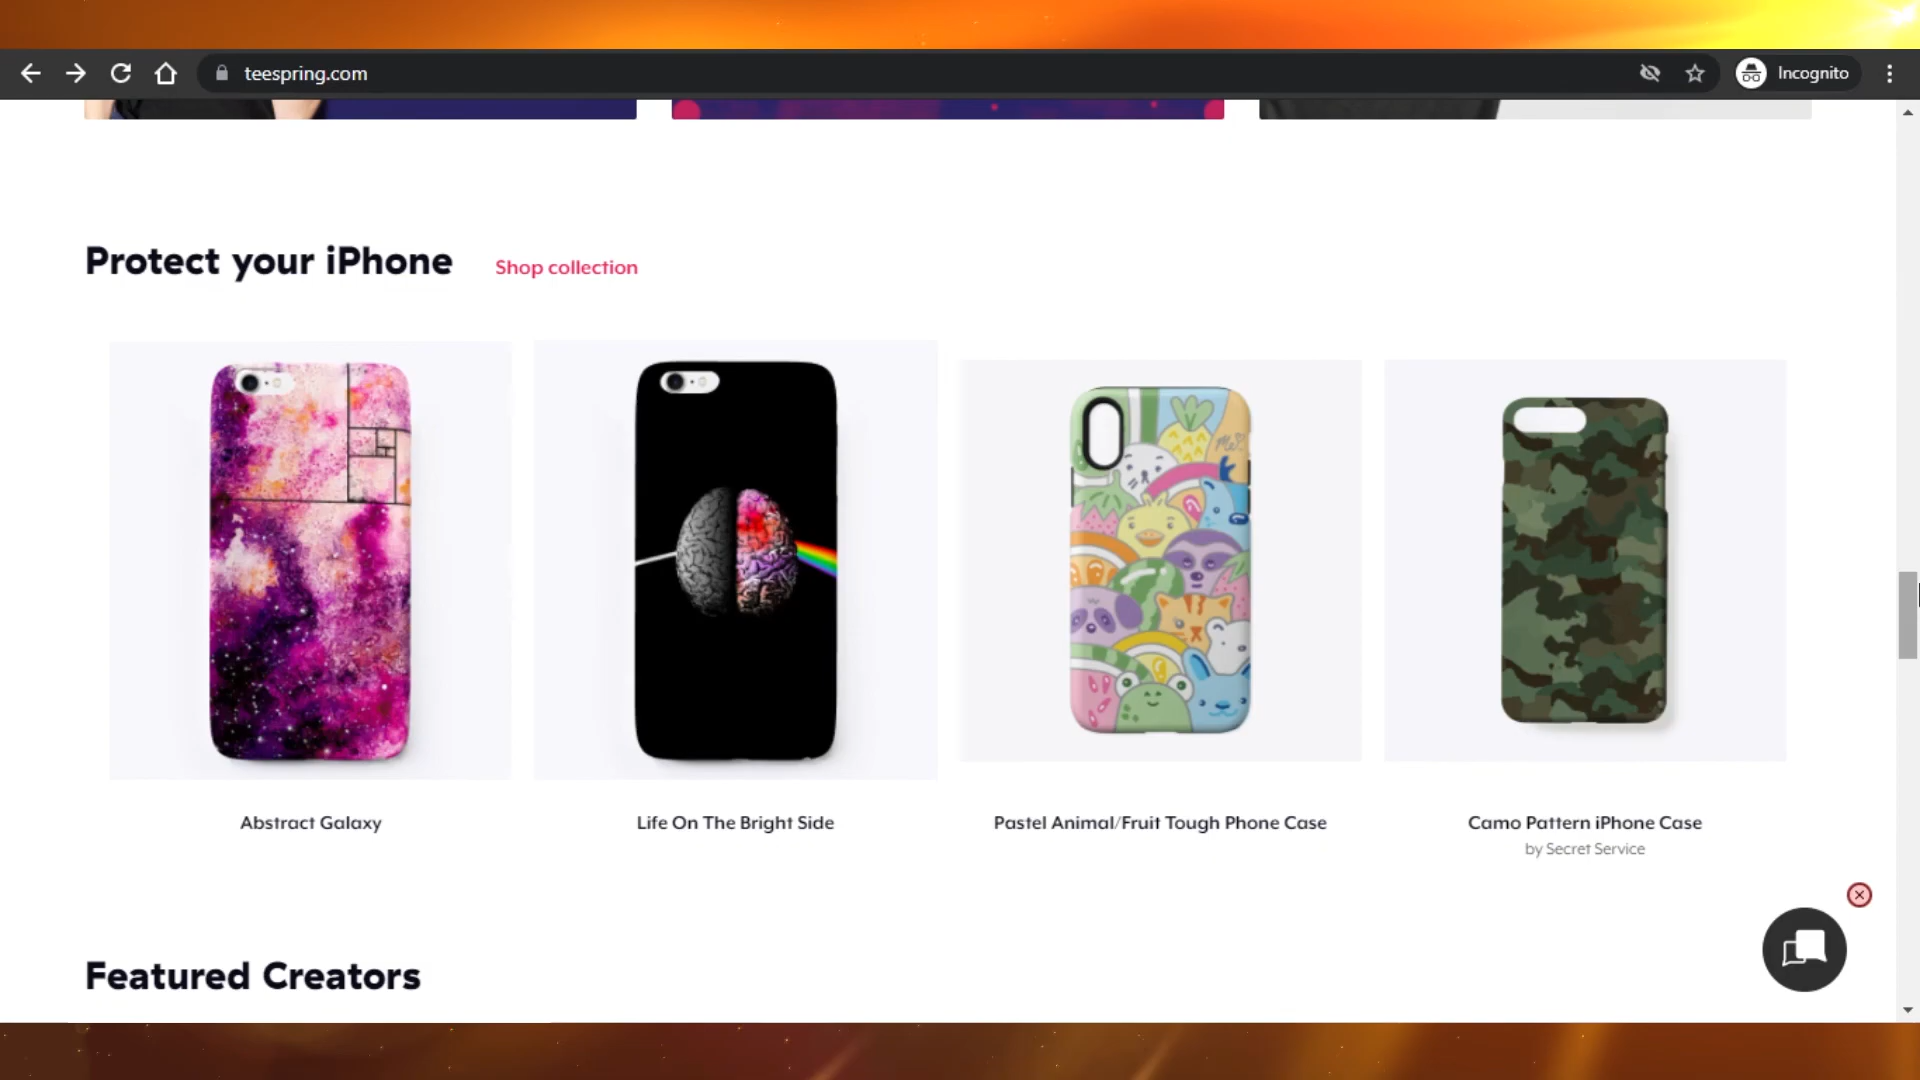 teespring.com
Incognito
Protect your iPhone
Shop collection
Abstract Galaxy
Life On The Bright Side
Pastel Animal/Fruit Tough Phone Case
Camo Pattern iPhone Case
by Secret Service
Featured Creators